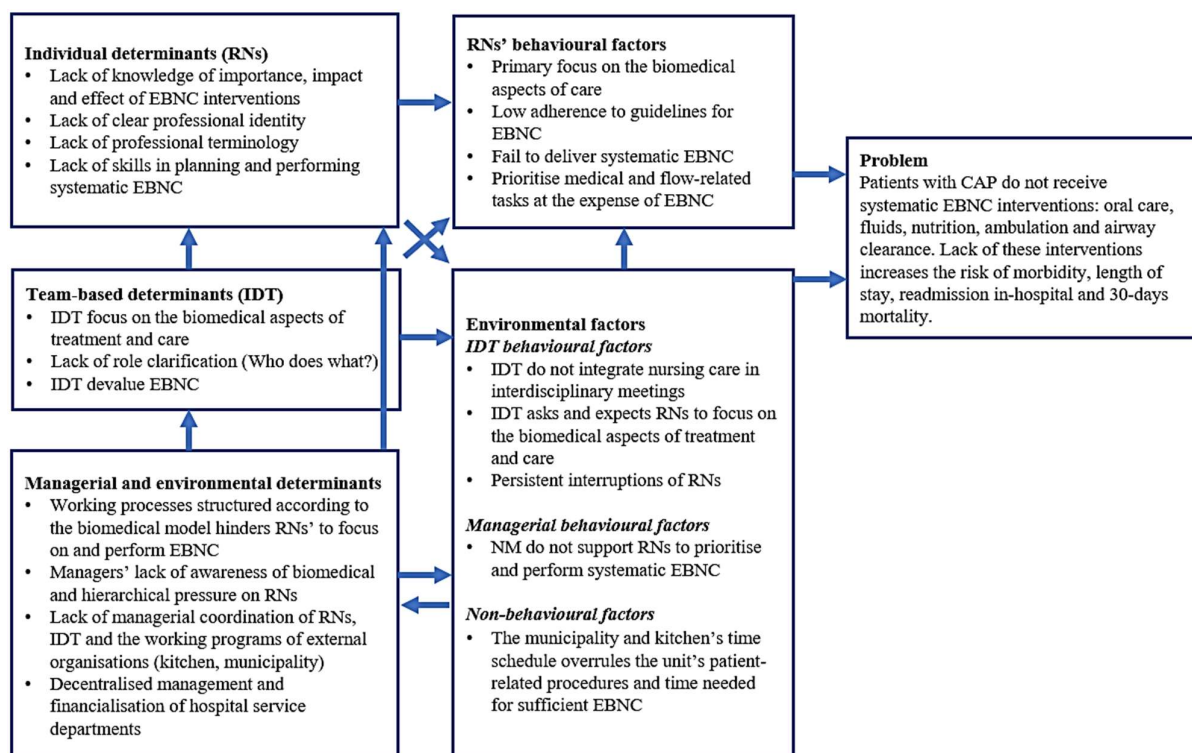 Individual determinants (RNs)
• Lack of knowledge of importance, impact
and effect of EBNC interventions
• Lack of clear professional identity
• Lack of professional terminology
• Lack of skills in planning and performing
systematic EBNC
Team-based determinants (IDT)
• IDT focus on the biomedical aspects of
treatment and care
• Lack of role clarification (Who does what?)
• IDT devalue EBNC
Managerial and environmental determinants
• Working processes structured according to
the biomedical model hinders RNs' to focus
on and perform EBNC
• Managers' lack of awareness of biomedical
and hierarchical pressure on RNs
• Lack of managerial coordination of RNs,
IDT and the working programs of external
organisations (kitchen, municipality)
• Decentralised management and
financialisation of hospital service
departments
RNs' behavioural factors
• Primary focus on the biomedical
aspects of care
• Low adherence to guidelines for
EBNC
• Fail to deliver systematic EBNC
• Prioritise medical and flow-related
tasks at the expense of EBNC
Environmental factors
IDT behavioural factors
• IDT do not integrate nursing care in
interdisciplinary meetings
• IDT asks and expects RNs to focus on
the biomedical aspects of treatment
and care
• Persistent interruptions of RNs
Managerial behavioural factors
• NM do not support RNs to prioritise
and perform systematic EBNC
Non-behavioural factors
• The municipality and kitchen's time
schedule overrules the unit's patient-
related procedures and time needed
for sufficient EBNC
Problem
Patients with CAP do not receive
systematic EBNC interventions: oral care,
fluids, nutrition, ambulation and airway
clearance. Lack of these interventions
increases the risk of morbidity, length of
stay, readmission in-hospital and 30-days
mortality.